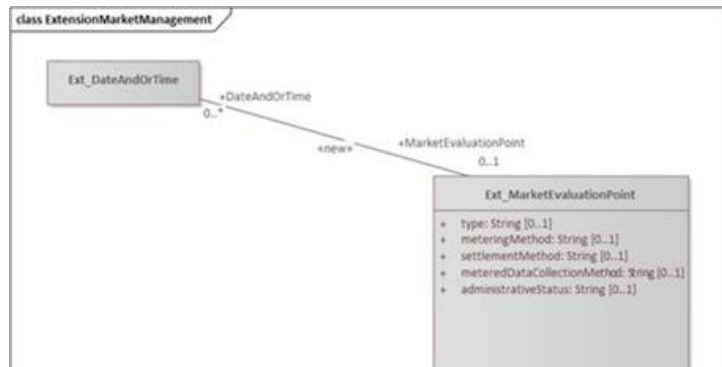 class ExtensionMarketManagement
Ext_DateAndOrTime
+DateAndOrTime
0..*
«new»
+MarketEvaluationPoint
0..1
Ext_MarketEvaluationPoint
+ type: String [0..1]
+ meteringMethod: String [0..1]
+ settlementMethod: String [0..1]
+ meteredDataCollectionMethod: String [0..1]
+ administrativeStatus: String [0..1]